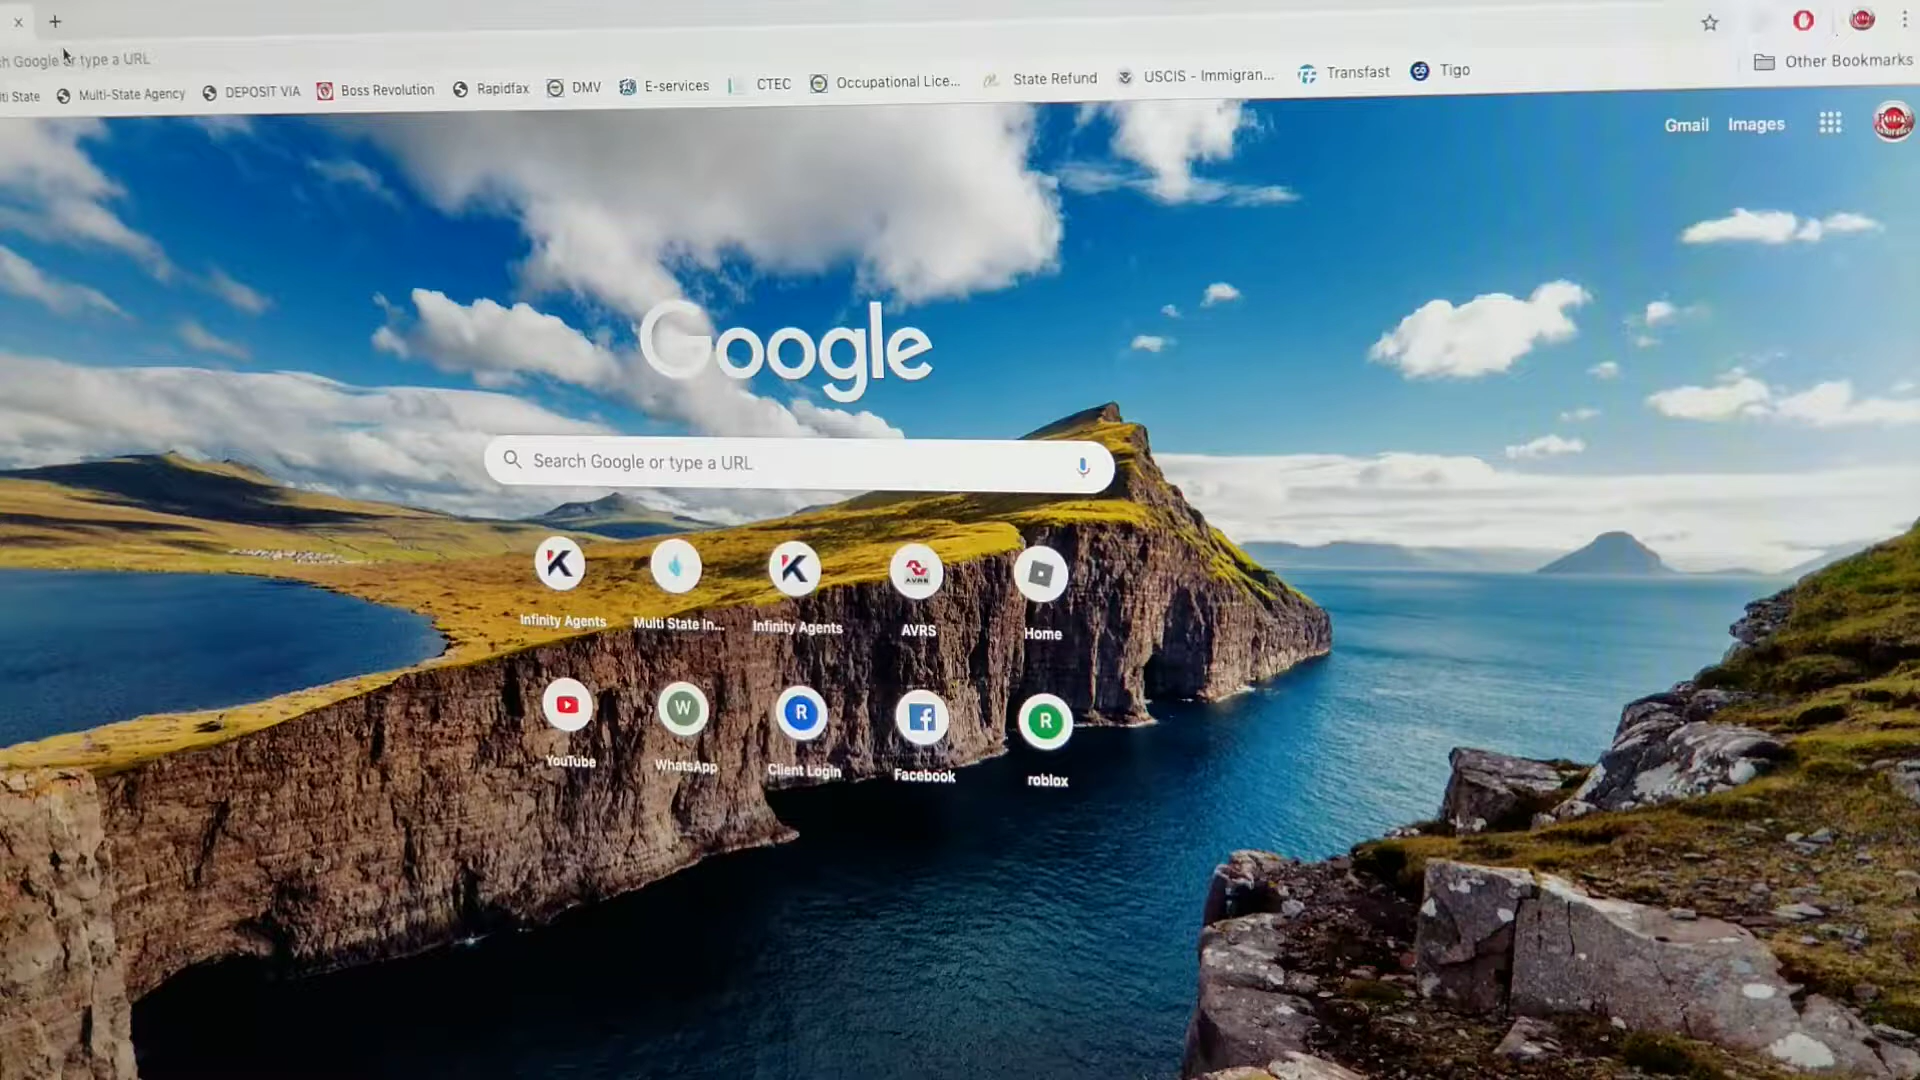 Google or type a URL
State Multi-State Agency DEPOSIT VIA Boss Revolution Rapidfax DMV E-services CTEC Occupational Lice... State Refund USCIS - Immigran... Transfast Tigo Other Bookmarks
Gmail Images
Google
Search Google or type a URL
Infinity Agents Multi State In... Infinity Agents AVRS Home
AVRS
W R R
YouTube WhatsApp Client Login Facebook roblox